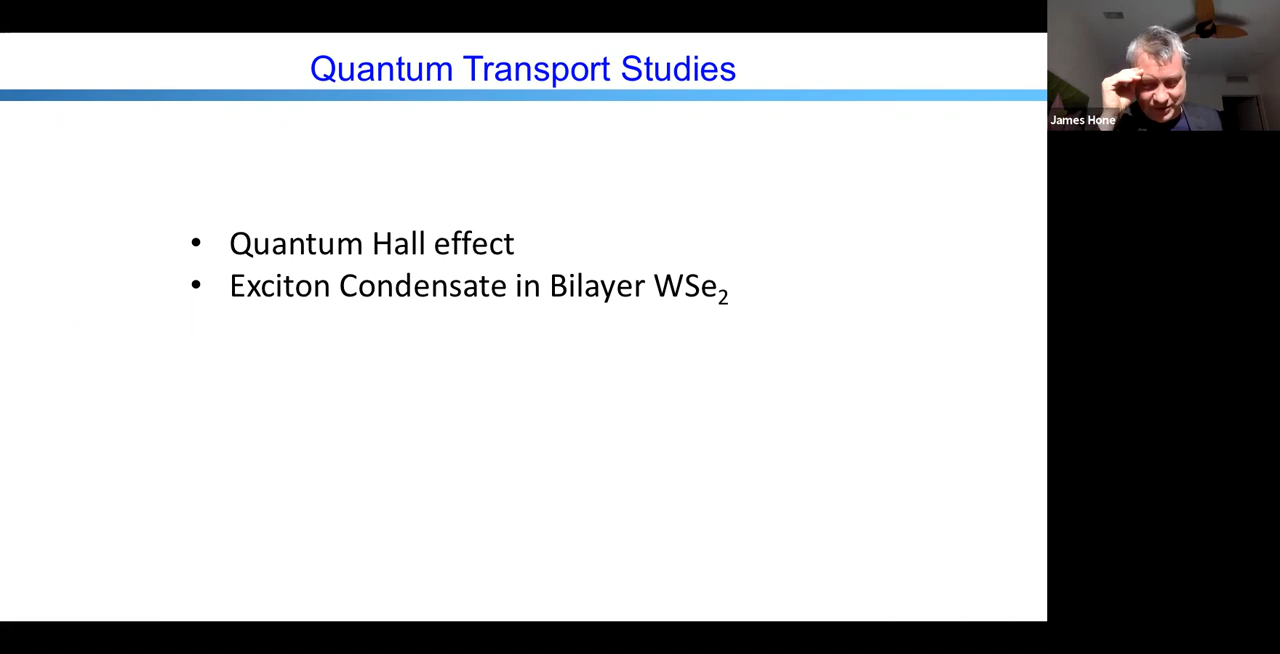 Quantum Transport Studies
• Quantum Hall effect
• Exciton Condensate in Bilayer WSe₂
James Hone